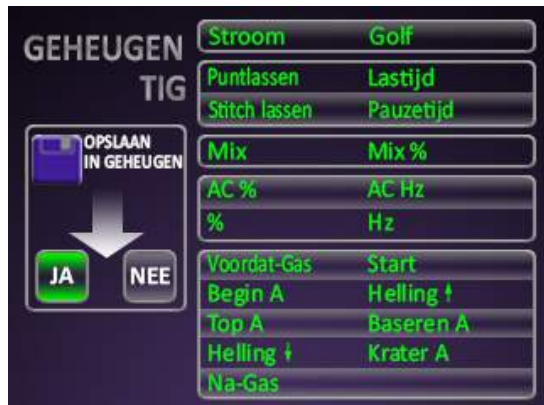 GEHEUGEN
TIG
OPSLAAN
IN GEHEUGEN
JA NEE
Stroom Golf
Puntlassen Lastijd
Stitch lassen Pauzetijd
Mix Mix %
AC % AC Hz
% Hz
Voordat-Gas Start
Begin A Helling
Top A Baseren A
Helling Krater A
Na-Gas